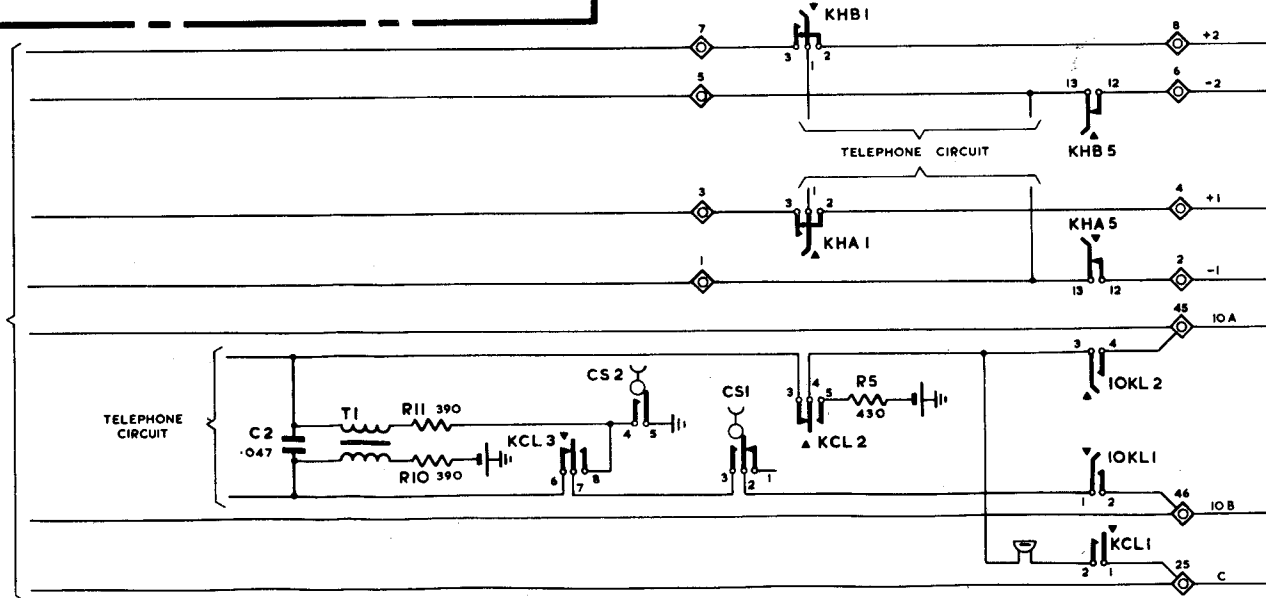 KHB1
7
3
1
2
8
+2
5
13
12
6
-2
KHB5
TELEPHONE CIRCUIT
3
3
1
2
4
+1
KHA1
KHA5
1
13
12
2
-1
45
10A
3
4
10KL2
TELEPHONE
CIRCUIT
C2
.047
T1
R11 390
R10 390
CS2
4
5
KCL3
6
7
8
CS1
3
2
1
3
4
5
R5
430
KCL2
10KL1
1
2
46
10B
KCL1
2
1
25
C